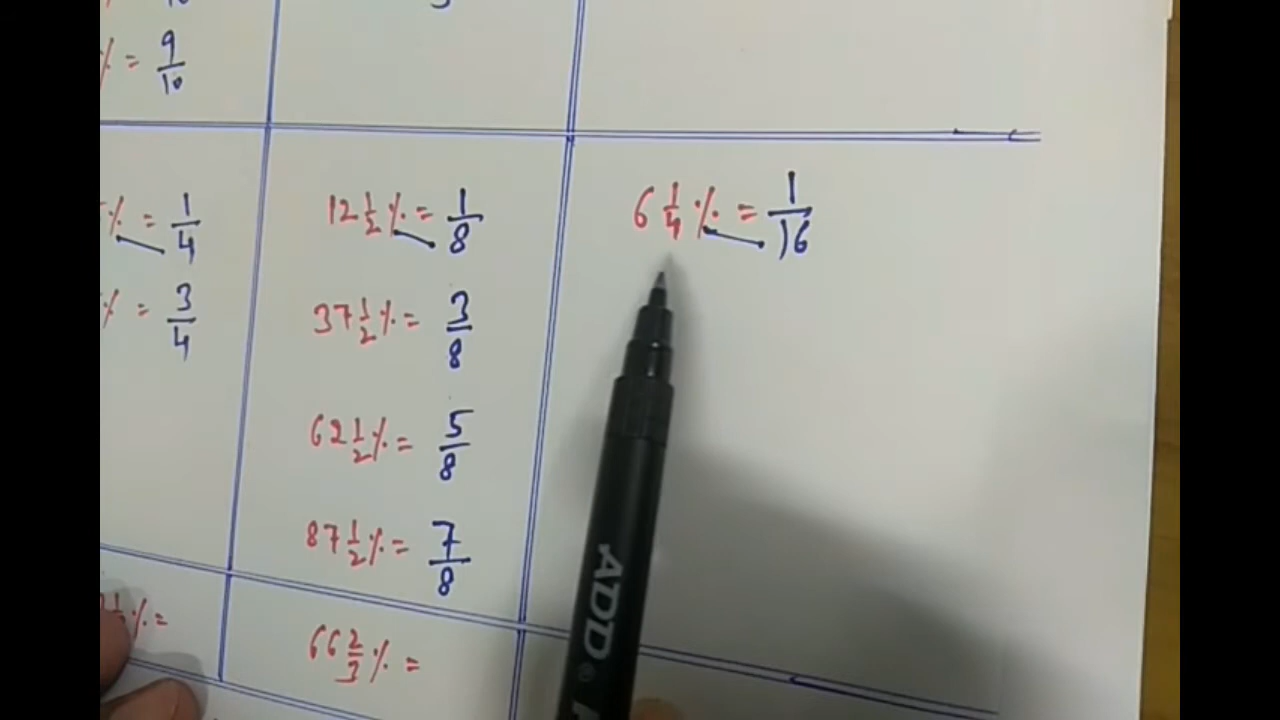 % = 9/10
% = 1/4
% = 3/4
12 1/2 % = 1/8
37 1/2 % = 3/8
62 1/2 % = 5/8
87 1/2 % = 7/8
6 1/4 % = 1/16
% =
66 2/3 % =
ADD